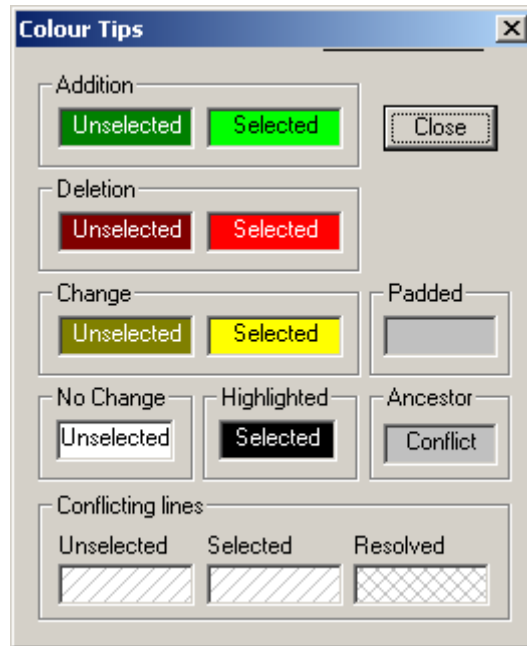 Colour Tips
Addition
Unselected Selected
Close
Deletion
Unselected Selected
Change Padded
Unselected Selected
No Change Highlighted Ancestor
Unselected Selected Conflict
Conflicting lines
Unselected Selected Resolved